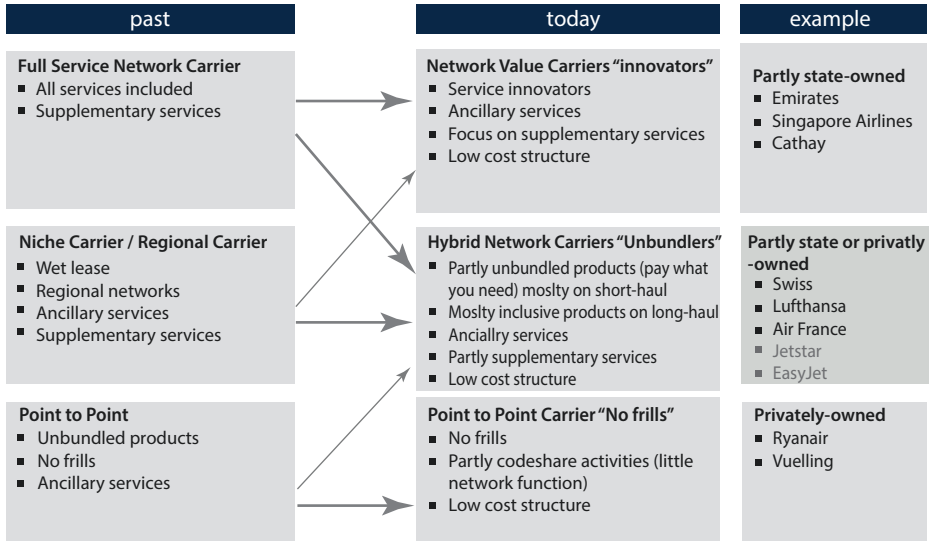 past
today
example
Full Service Network Carrier
All services included
Supplementary services
Network Value Carriers “innovators”
Service innovators
Ancillary services
Focus on supplementary services
Low cost structure
Partly state-owned
Emirates
Singapore Airlines
Cathay
Niche Carrier / Regional Carrier
Wet lease
Regional networks
Ancillary services
Supplementary services
Hybrid Network Carriers “Unbundlers”
Partly unbundled products (pay what
you need) moslty on short-haul
Moslty inclusive products on long-haul
Anciallry services
Partly supplementary services
Low cost structure
Partly state or privatly
-owned
Swiss
Lufthansa
Air France
Jetstar
EasyJet
Point to Point
Unbundled products
No frills
Ancillary services
Point to Point Carrier “No frills”
No frills
Partly codeshare activities (little
network function)
Low cost structure
Privately-owned
Ryanair
Vuelling